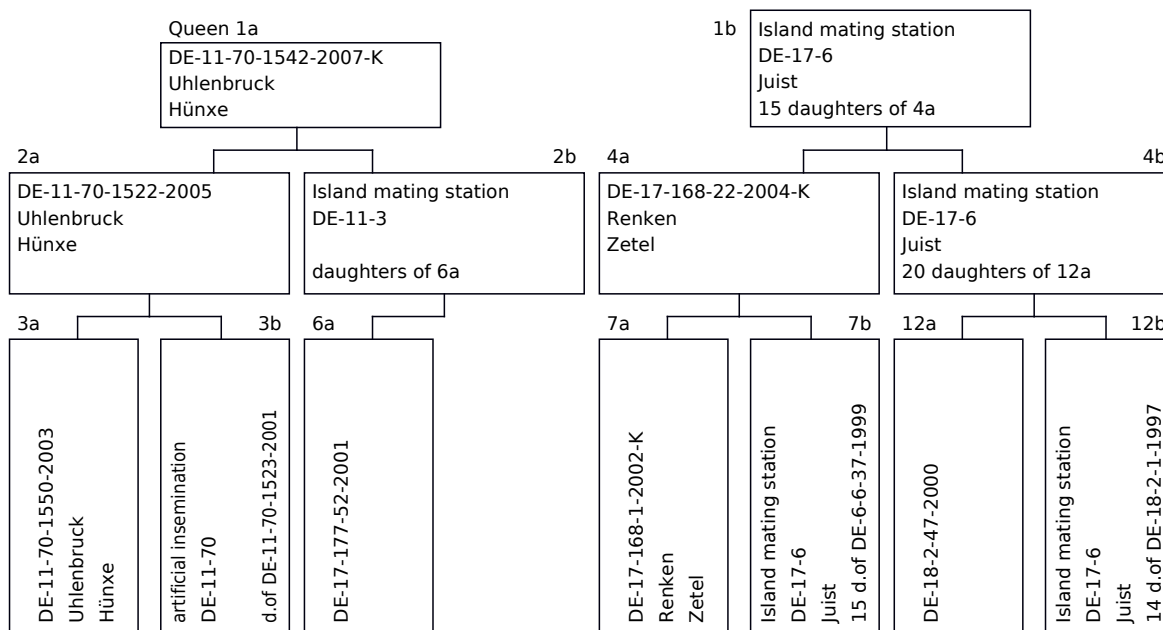 Queen 1a
DE-11-70-1542-2007-K
Uhlenbruck
Hünxe
1b
Island mating station
DE-17-6
Juist
15 daughters of 4a
2a
DE-11-70-1522-2005
Uhlenbruck
Hünxe
2b
Island mating station
DE-11-3
daughters of 6a
4a
DE-17-168-22-2004-K
Renken
Zetel
4b
Island mating station
DE-17-6
Juist
20 daughters of 12a
3a
DE-11-70-1550-2003
Uhlenbruck
Hünxe
3b
artificial insemination
DE-11-70
d.of DE-11-70-1523-2001
6a
DE-17-177-52-2001
7a
DE-17-168-1-2002-K
Renken
Zetel
7b
Island mating station
DE-17-6
Juist
15 d.of DE-6-6-37-1999
12a
DE-18-2-47-2000
12b
Island mating station
DE-17-6
Juist
14 d.of DE-18-2-1-1997